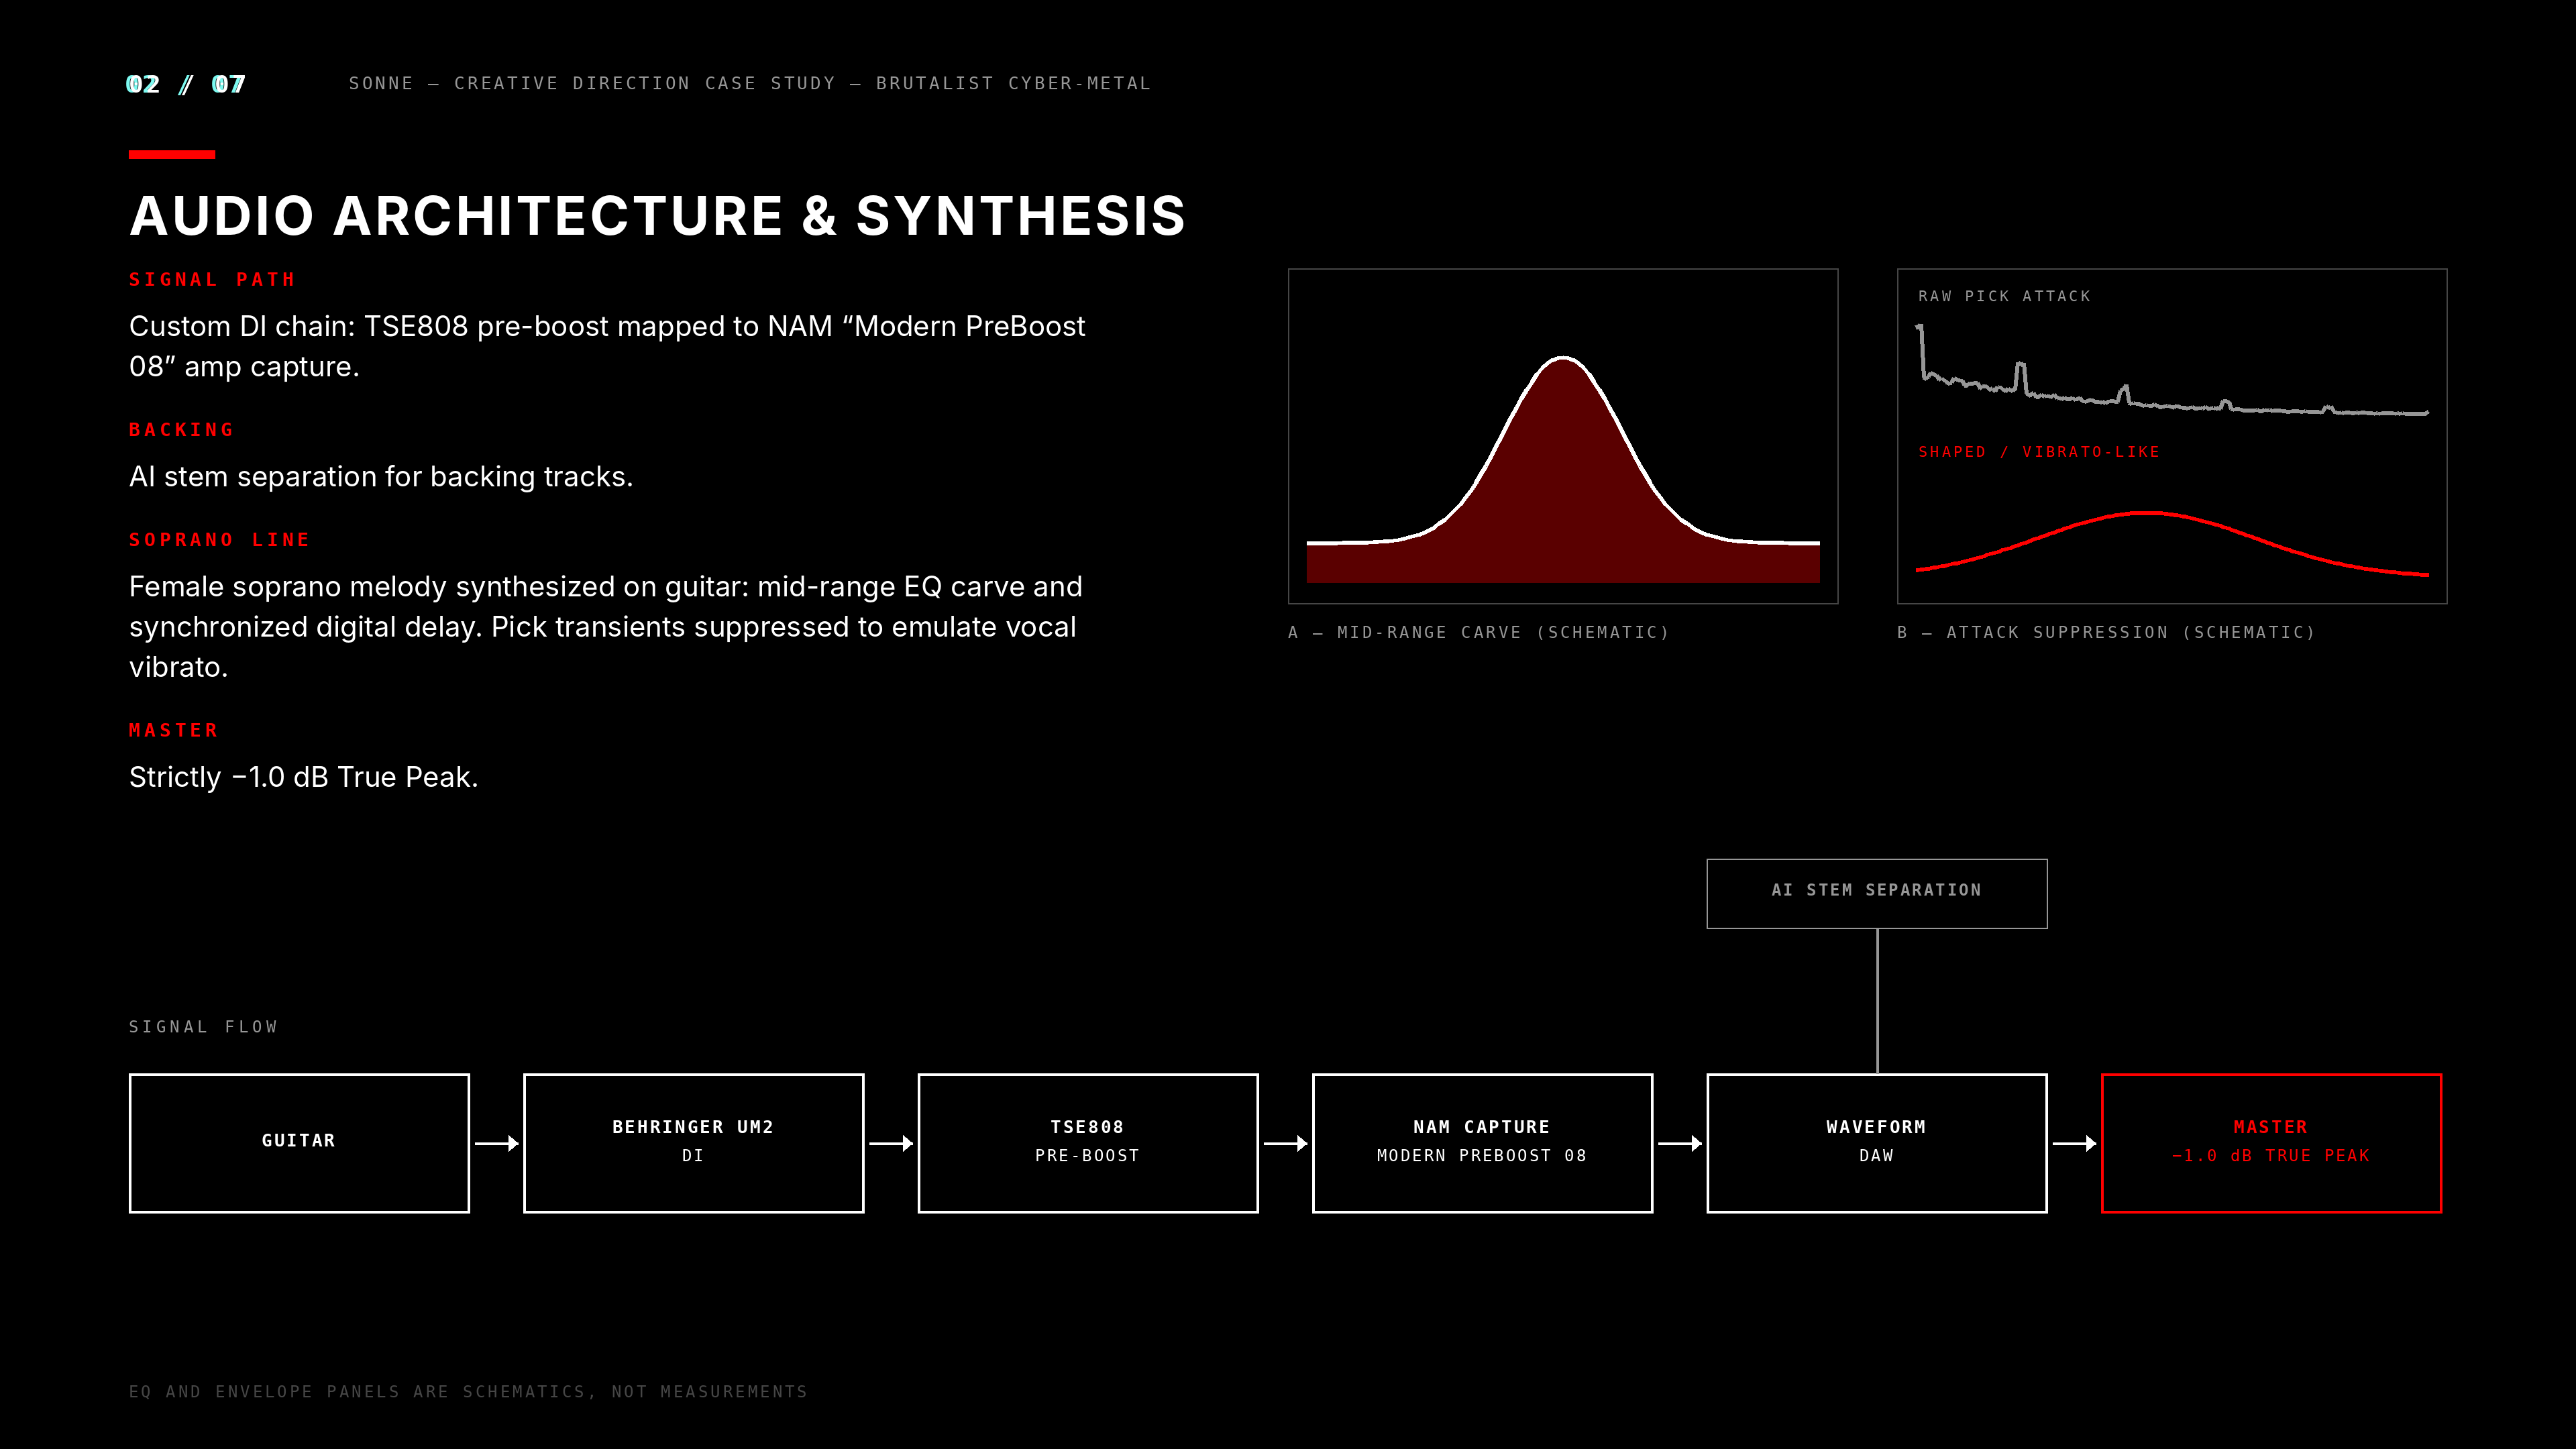 02 / 07
SONNE — CREATIVE DIRECTION CASE STUDY — BRUTALIST CYBER-METAL
AUDIO ARCHITECTURE & SYNTHESIS
SIGNAL PATH
Custom DI chain: TSE808 pre-boost mapped to NAM “Modern PreBoost
08” amp capture.
BACKING
AI stem separation for backing tracks.
SOPRANO LINE
Female soprano melody synthesized on guitar: mid-range EQ carve and
synchronized digital delay. Pick transients suppressed to emulate vocal
vibrato.
MASTER
Strictly −1.0 dB True Peak.
A — MID-RANGE CARVE (SCHEMATIC)
RAW PICK ATTACK
SHAPED / VIBRATO-LIKE
B — ATTACK SUPPRESSION (SCHEMATIC)
AI STEM SEPARATION
SIGNAL FLOW
GUITAR
BEHRINGER UM2
DI
TSE808
PRE-BOOST
NAM CAPTURE
MODERN PREBOOST 08
WAVEFORM
DAW
MASTER
−1.0 dB TRUE PEAK
EQ AND ENVELOPE PANELS ARE SCHEMATICS, NOT MEASUREMENTS